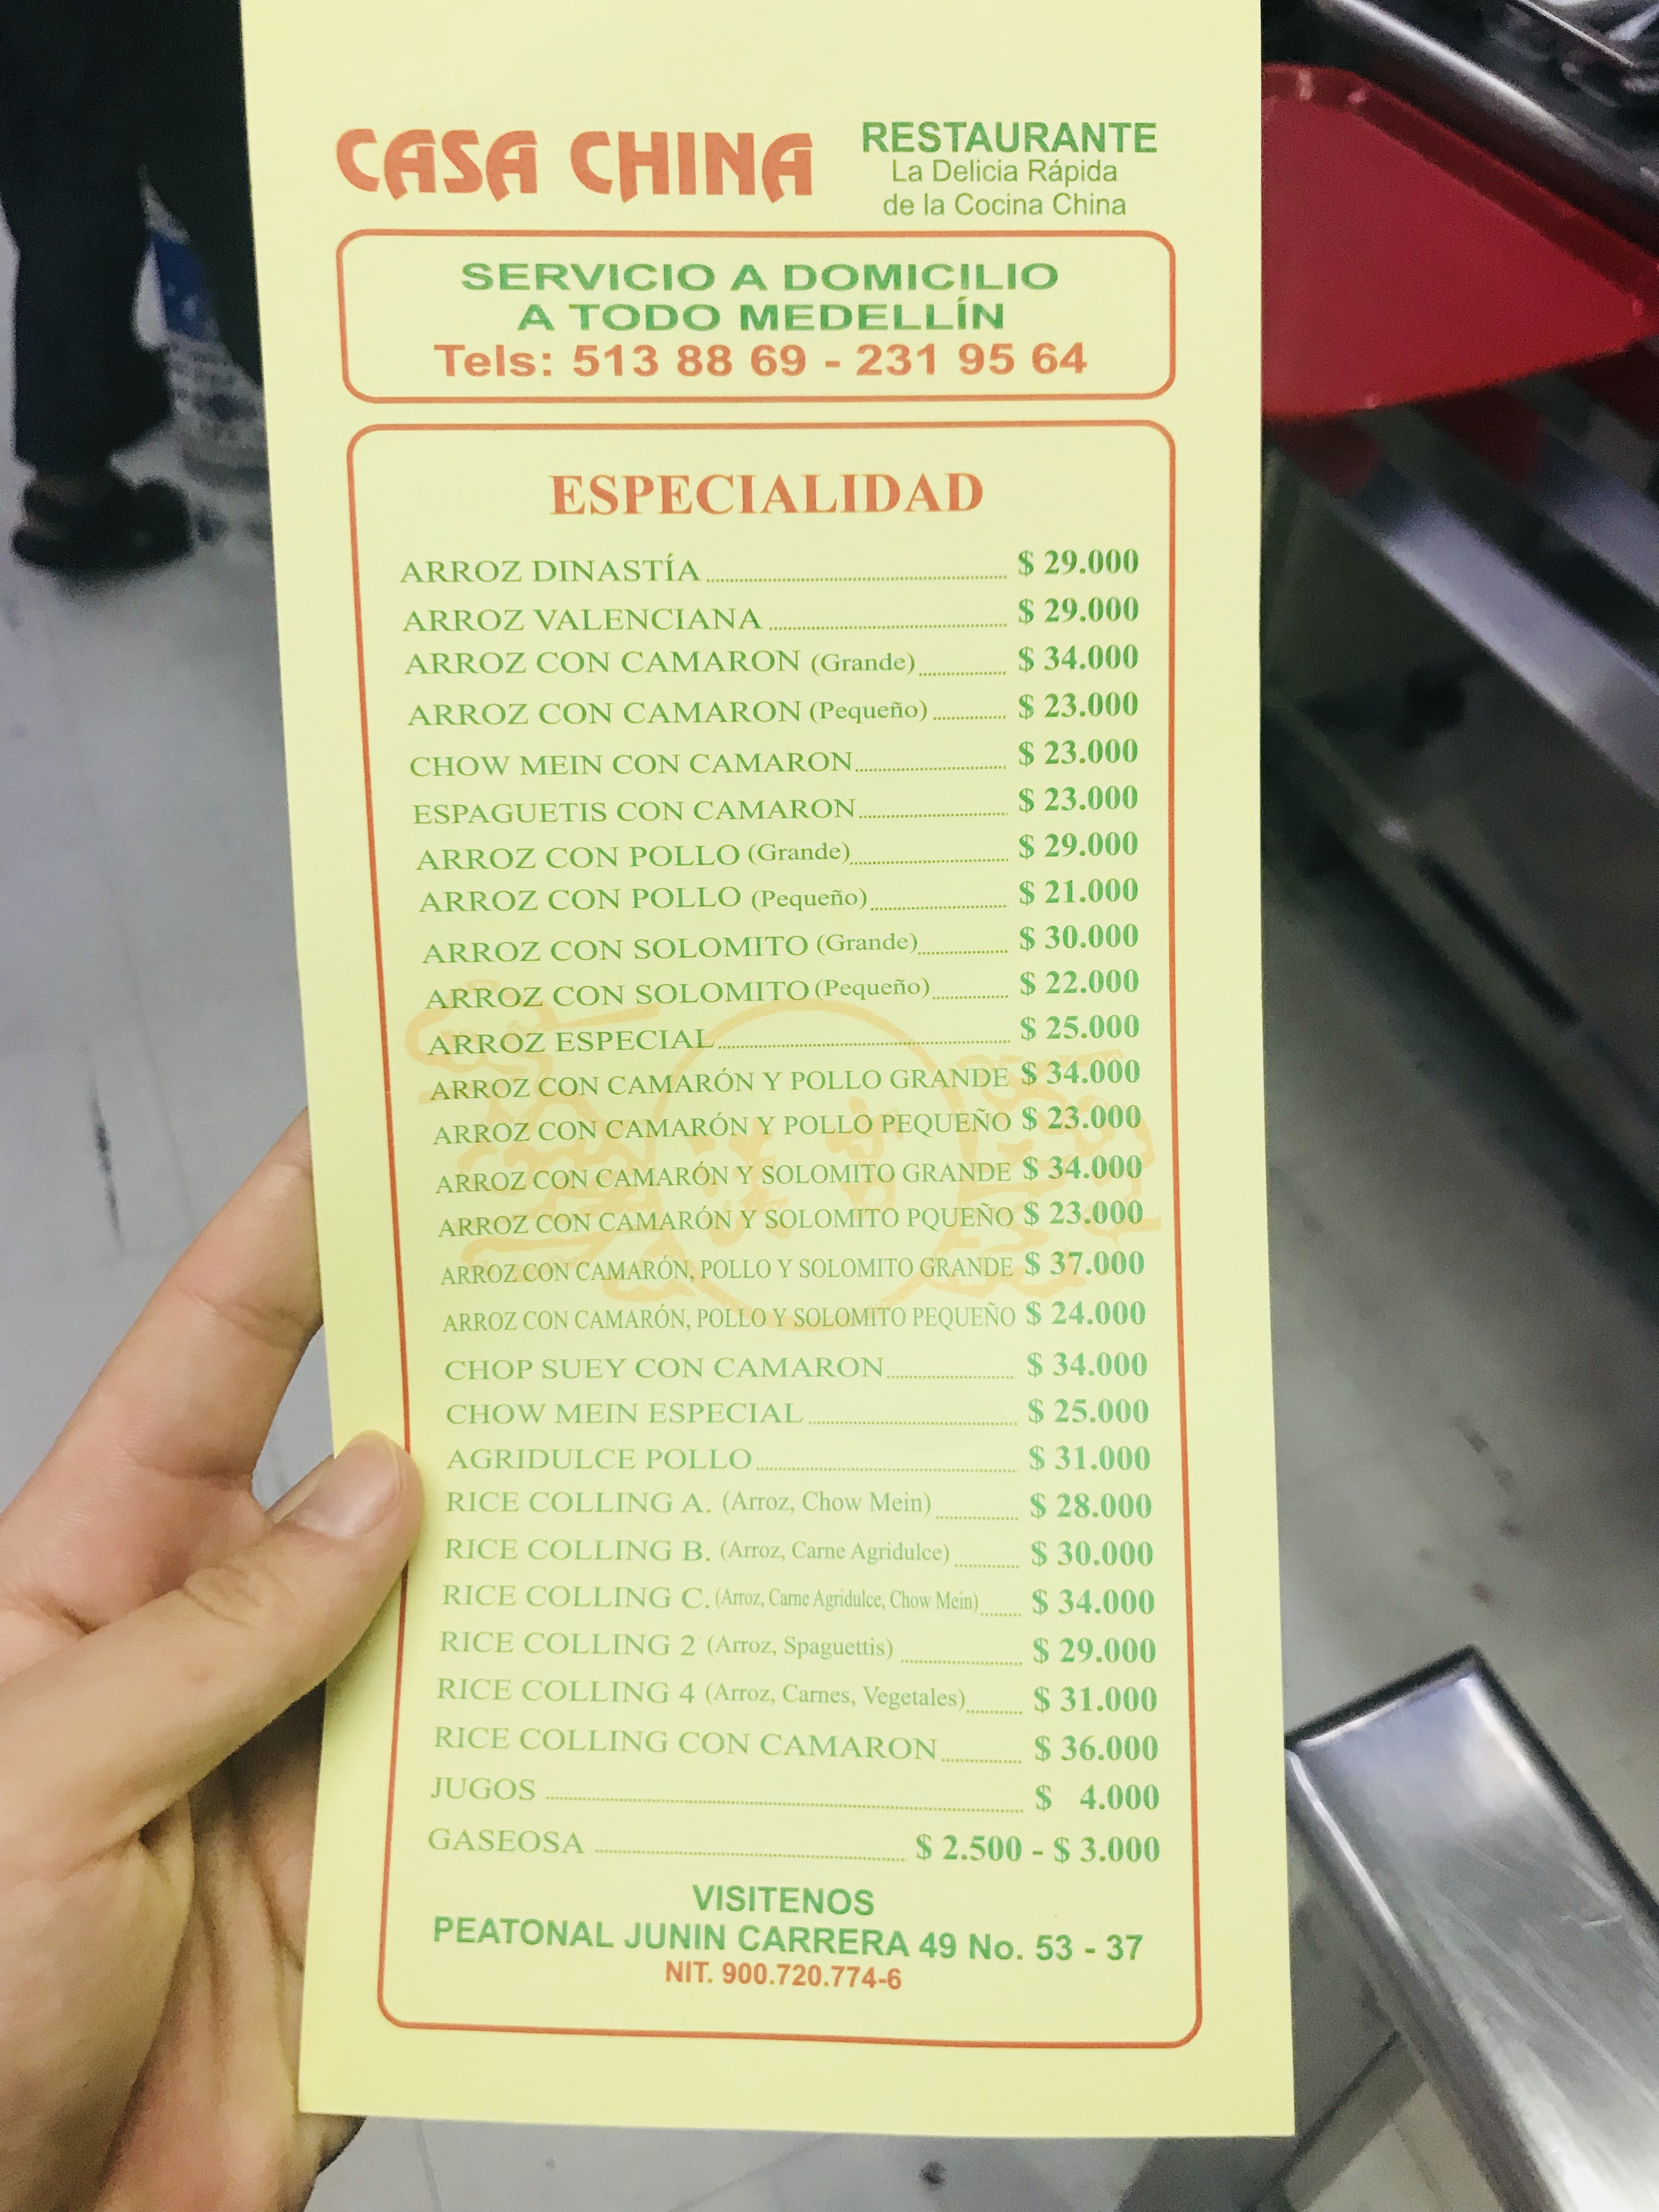 CASA CHINA
RESTAURANTE
La Delicia Rápida
de la Cocina China
SERVICIO A DOMICILIO
A TODO MEDELLÍN
Tels: 513 88 69 - 231 95 64
ESPECIALIDAD
ARROZ DINASTÍA $ 29.000
ARROZ VALENCIANA $ 29.000
ARROZ CON CAMARON (Grande) $ 34.000
ARROZ CON CAMARON (Pequeño) $ 23.000
CHOW MEIN CON CAMARON $ 23.000
ESPAGUETIS CON CAMARON $ 23.000
ARROZ CON POLLO (Grande) $ 29.000
ARROZ CON POLLO (Pequeño) $ 21.000
ARROZ CON SOLOMITO (Grande) $ 30.000
ARROZ CON SOLOMITO (Pequeño) $ 22.000
ARROZ ESPECIAL $ 25.000
ARROZ CON CAMARÓN Y POLLO GRANDE $ 34.000
ARROZ CON CAMARÓN Y POLLO PEQUEÑO $ 23.000
ARROZ CON CAMARÓN Y SOLOMITO GRANDE $ 34.000
ARROZ CON CAMARÓN Y SOLOMITO PQUEÑO $ 23.000
ARROZ CON CAMARÓN, POLLO Y SOLOMITO GRANDE $ 37.000
ARROZ CON CAMARÓN, POLLO Y SOLOMITO PEQUEÑO $ 24.000
CHOP SUEY CON CAMARON $ 34.000
CHOW MEIN ESPECIAL $ 25.000
AGRIDULCE POLLO $ 31.000
RICE COLLING A. (Arroz, Chow Mein) $ 28.000
RICE COLLING B. (Arroz, Carne Agridulce) $ 30.000
RICE COLLING C. (Arroz, Carne Agridulce, Chow Mein) $ 34.000
RICE COLLING 2 (Arroz, Spaguettis) $ 29.000
RICE COLLING 4 (Arroz, Carnes, Vegetales) $ 31.000
RICE COLLING CON CAMARON $ 36.000
JUGOS $ 4.000
GASEOSA $ 2.500 - $ 3.000
VISITENOS
PEATONAL JUNIN CARRERA 49 No. 53 - 37
NIT. 900.720.774-6